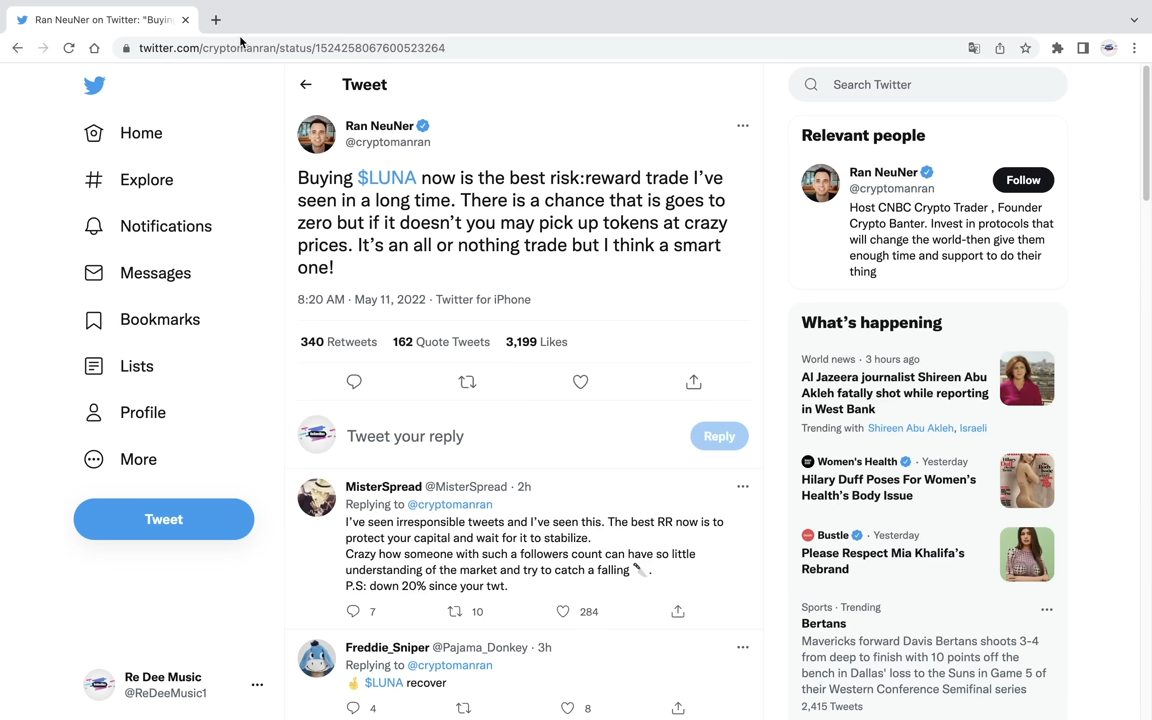 Ran NeuNer on Twitter: "Buyin
twitter.com/cryptomanran/status/1524258067600523264
Home
Explore
Notifications
Messages
Bookmarks
Lists
Profile
More
Tweet
Re Dee Music
@ReDeeMusic1
Tweet
Ran NeuNer
@cryptomanran
Buying $LUNA now is the best risk:reward trade I've
seen in a long time. There is a chance that is goes to
zero but if it doesn't you may pick up tokens at crazy
prices. It's an all or nothing trade but I think a smart
one!
8:20 AM · May 11, 2022 · Twitter for iPhone
340 Retweets 162 Quote Tweets 3,199 Likes
Tweet your reply
Reply
MisterSpread @MisterSpread · 2h
Replying to @cryptomanran
I've seen irresponsible tweets and I've seen this. The best RR now is to
protect your capital and wait for it to stabilize.
Crazy how someone with such a followers count can have so little
understanding of the market and try to catch a falling 🔪.
P.S: down 20% since your twt.
7 10 284
Freddie_Sniper @Pajama_Donkey · 3h
Replying to @cryptomanran
🤞 $LUNA recover
4 8
Search Twitter
Relevant people
Ran NeuNer
@cryptomanran
Follow
Host CNBC Crypto Trader , Founder
Crypto Banter. Invest in protocols that
will change the world-then give them
enough time and support to do their
thing
What's happening
World news · 3 hours ago
Al Jazeera journalist Shireen Abu
Akleh fatally shot while reporting
in West Bank
Trending with Shireen Abu Akleh, Israeli
Women's Health · Yesterday
Hilary Duff Poses For Women's
Health's Body Issue
Bustle · Yesterday
Please Respect Mia Khalifa's
Rebrand
Sports · Trending
Bertans
Mavericks forward Davis Bertans shoots 3-4
from deep to finish with 10 points off the
bench in Dallas' loss to the Suns in Game 5 of
their Western Conference Semifinal series
2,415 Tweets